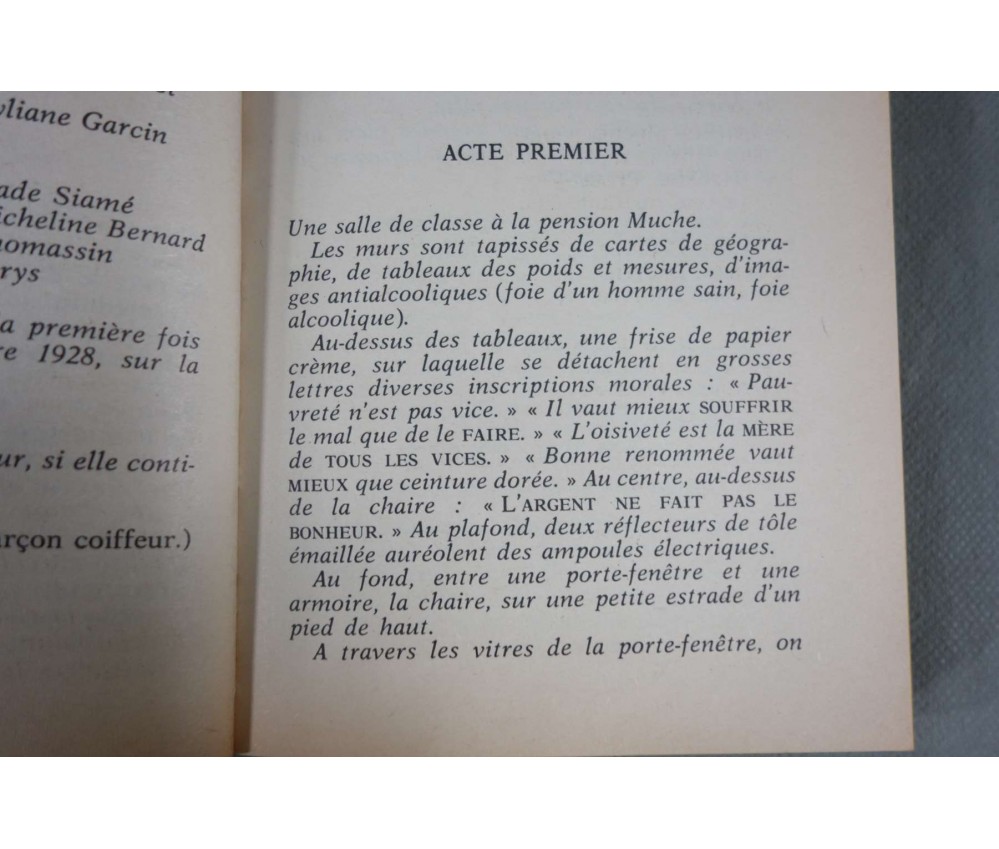 yliane Garcin
ade Siamé
icheline Bernard
homassin
rys
a première fois
re 1928, sur la
ur, si elle conti-
arçon coiffeur.)
ACTE PREMIER
Une salle de classe à la pension Muche.
Les murs sont tapissés de cartes de géogra-
phie, de tableaux des poids et mesures, d'ima-
ges antialcooliques (foie d'un homme sain, foie
alcoolique).
Au-dessus des tableaux, une frise de papier
crème, sur laquelle se détachent en grosses
lettres diverses inscriptions morales : « Pau-
vreté n'est pas vice. » « Il vaut mieux SOUFFRIR
le mal que de le FAIRE. » « L'oisiveté est la MÈRE
de TOUS LES VICES. » « Bonne renommée vaut
MIEUX que ceinture dorée. » Au centre, au-dessus
de la chaire : « L'ARGENT NE FAIT PAS LE
BONHEUR. » Au plafond, deux réflecteurs de tôle
émaillée auréolent des ampoules électriques.
Au fond, entre une porte-fenêtre et une
armoire, la chaire, sur une petite estrade d'un
pied de haut.
A travers les vitres de la porte-fenêtre, on